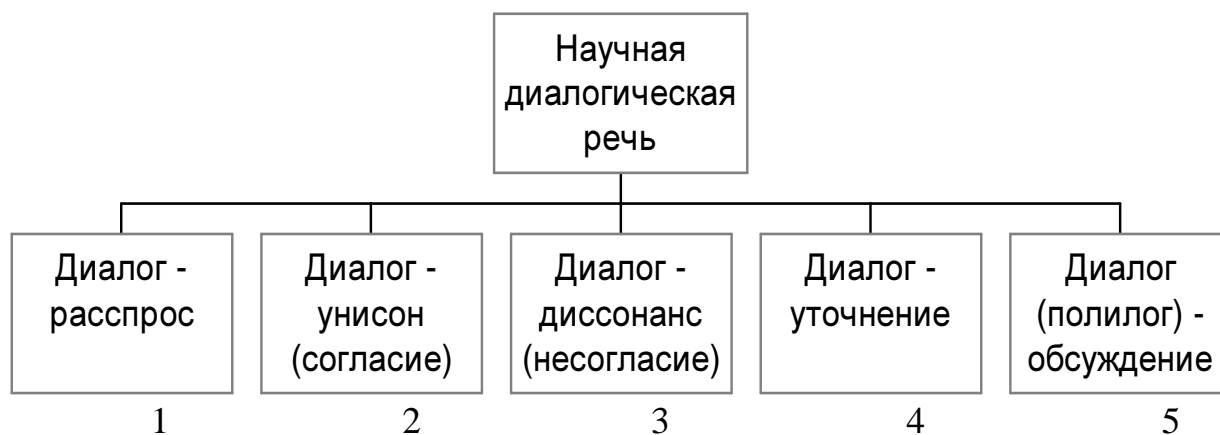 Научная
диалогическая
речь
Диалог -
расспрос
Диалог -
унисон
(согласие)
Диалог -
диссонанс
(несогласие)
Диалог -
уточнение
Диалог
(полилог) -
обсуждение
1 2 3 4 5